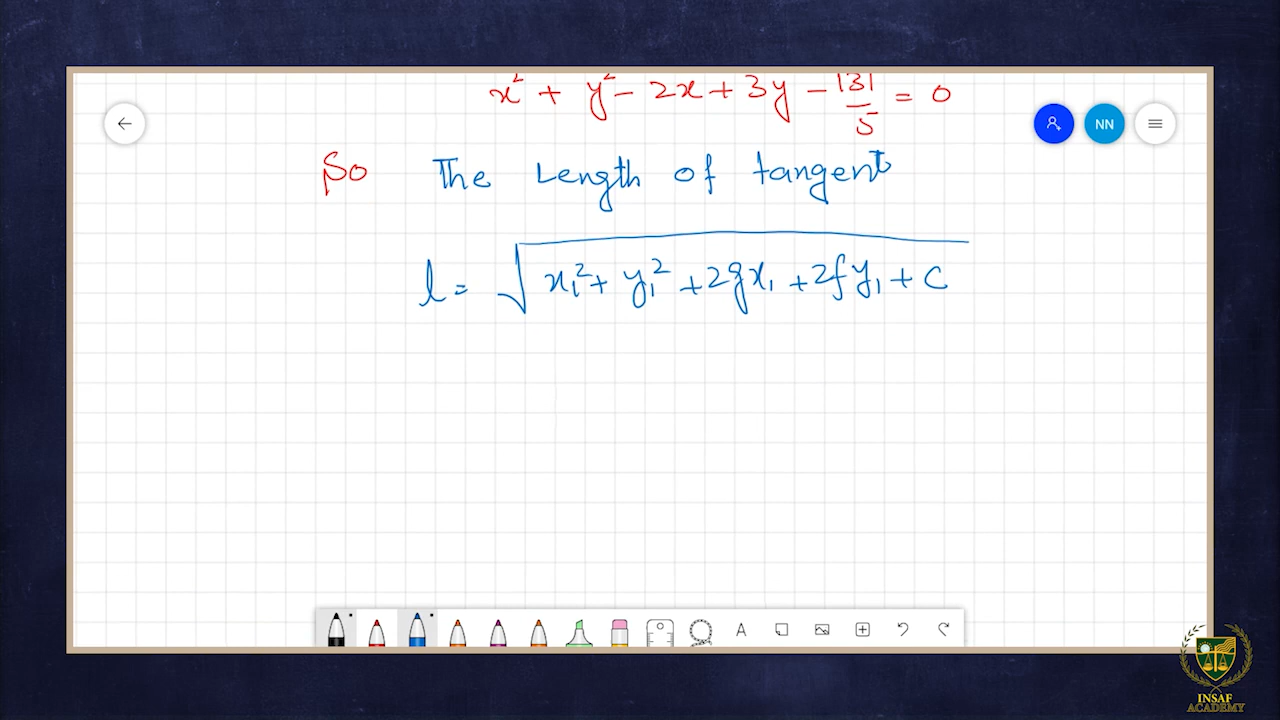 x² + y² - 2x + 3y - 131/5 = 0
NN
So The Length of tangent
l = √(x₁² + y₁² + 2gx₁ + 2fy₁ + c)
A
INSAF
ACADEMY